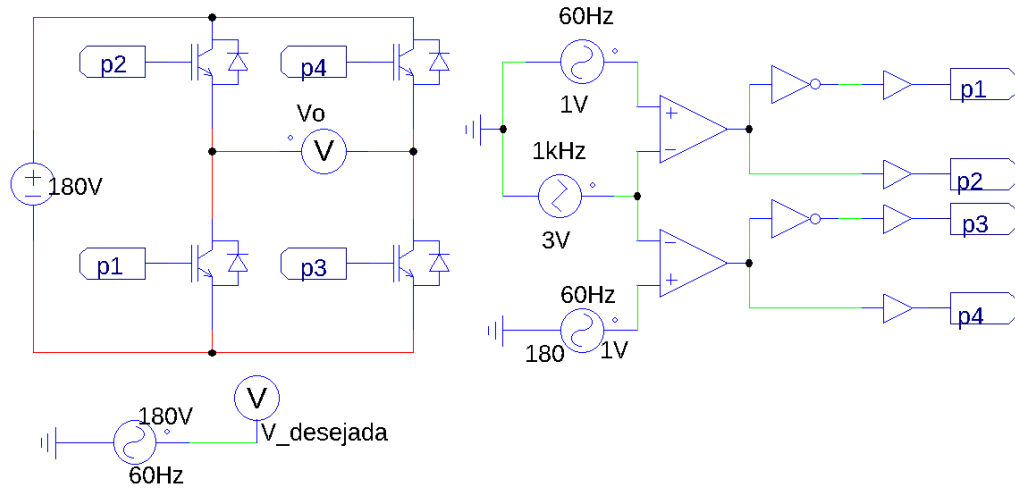 p2
p4
Vo
V
180V
p1
p3
180V
V
V_desejada
60Hz
60Hz
1V
1kHz
3V
60Hz
180
1V
+
−
−
+
p1
p2
p3
p4